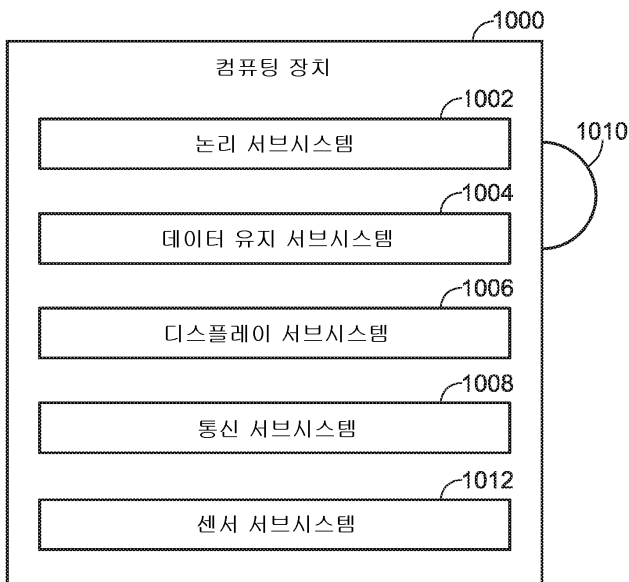 1000
컴퓨팅 장치
1002
논리 서브시스템
1010
1004
데이터 유지 서브시스템
1006
디스플레이 서브시스템
1008
통신 서브시스템
1012
센서 서브시스템